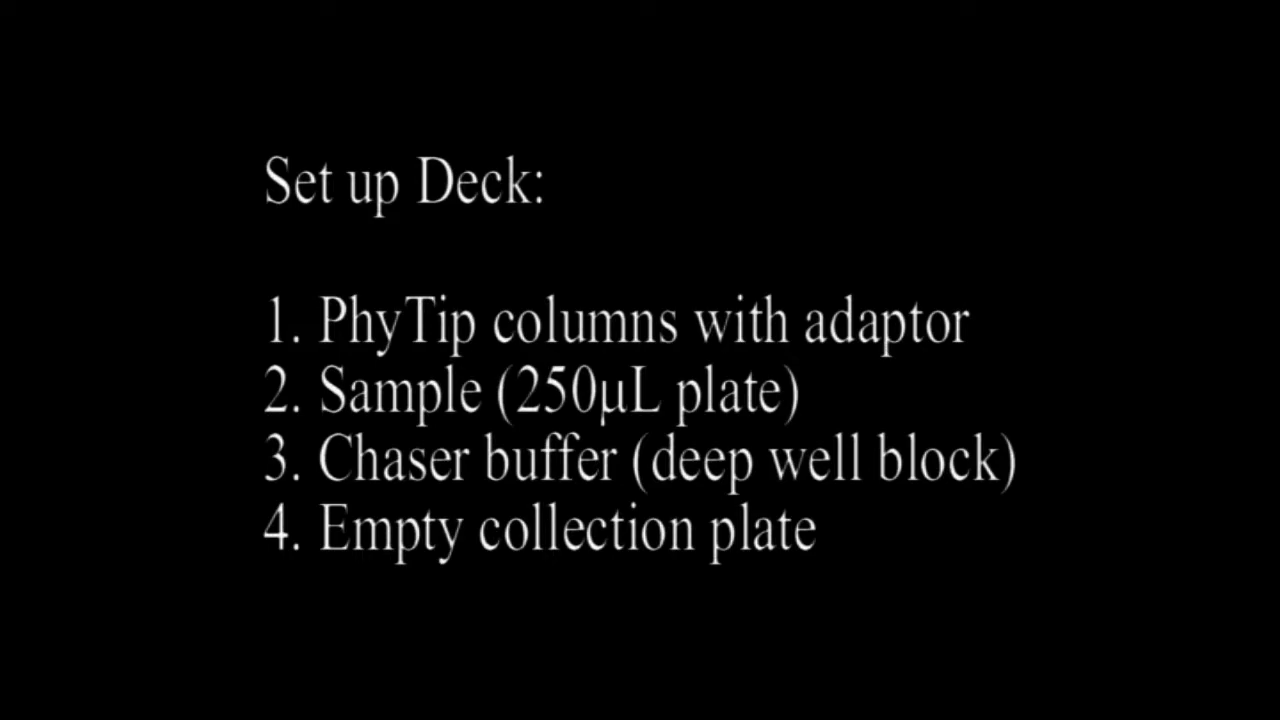 Set up Deck:
1. PhyTip columns with adaptor
2. Sample (250µL plate)
3. Chaser buffer (deep well block)
4. Empty collection plate